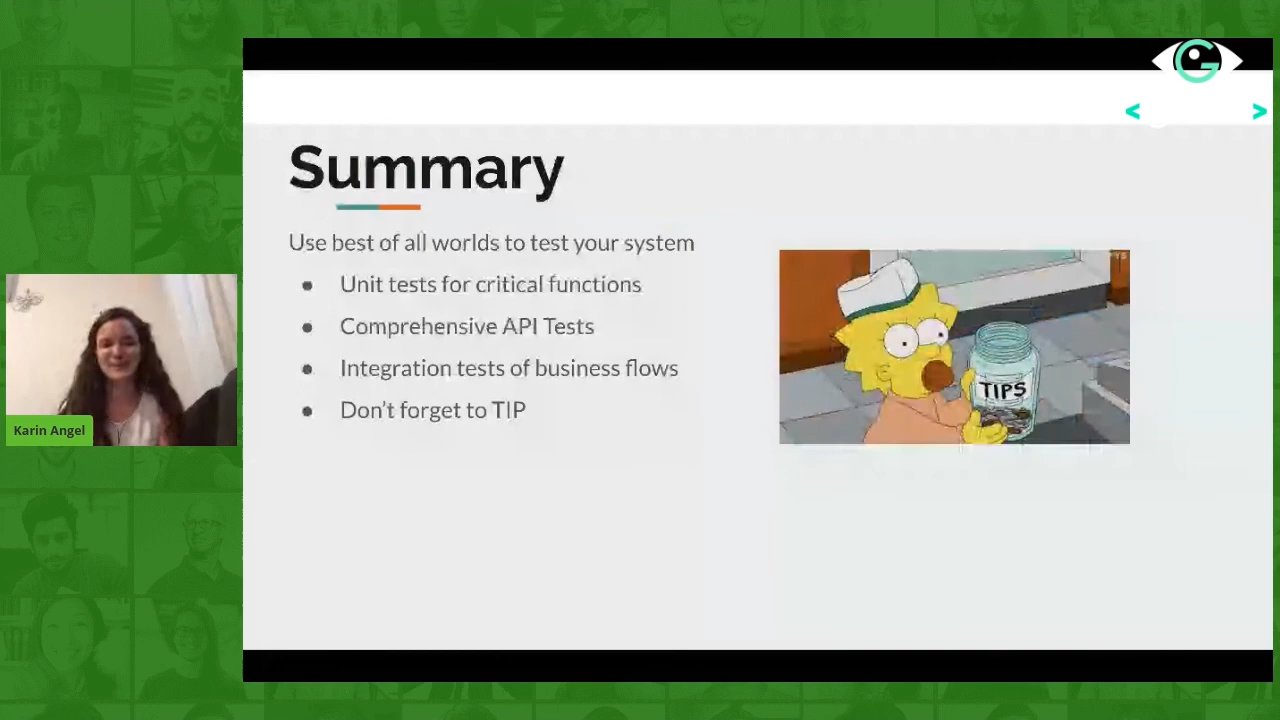 Summary
Use best of all worlds to test your system
● Unit tests for critical functions
● Comprehensive API Tests
● Integration tests of business flows
● Don't forget to TIP
TIPS
Karin Angel
< >